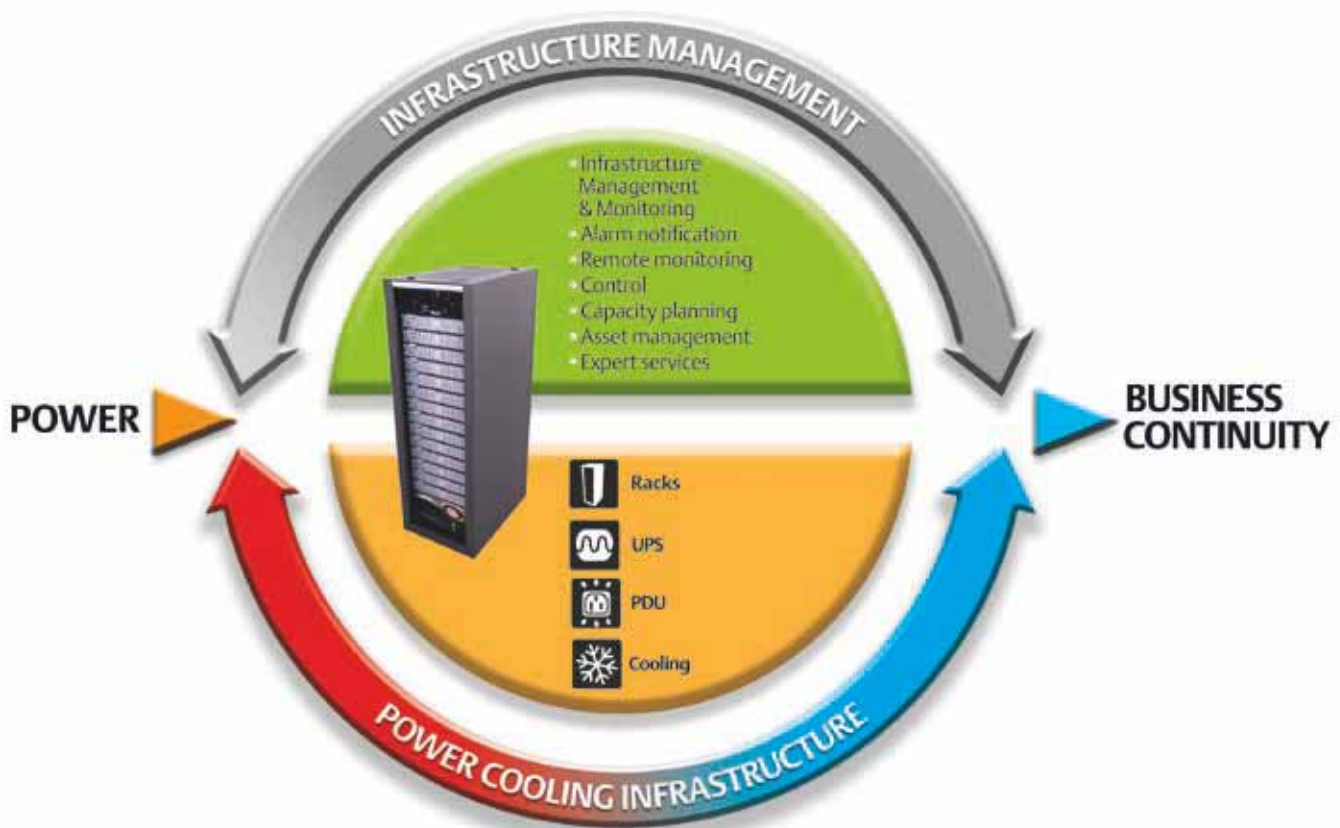 INFRASTRUCTURE MANAGEMENT
• Infrastructure
Management
& Monitoring
• Alarm notification
• Remote monitoring
• Control
• Capacity planning
• Asset management
• Expert services
POWER
BUSINESS
CONTINUITY
Racks
UPS
PDU
Cooling
POWER COOLING INFRASTRUCTURE